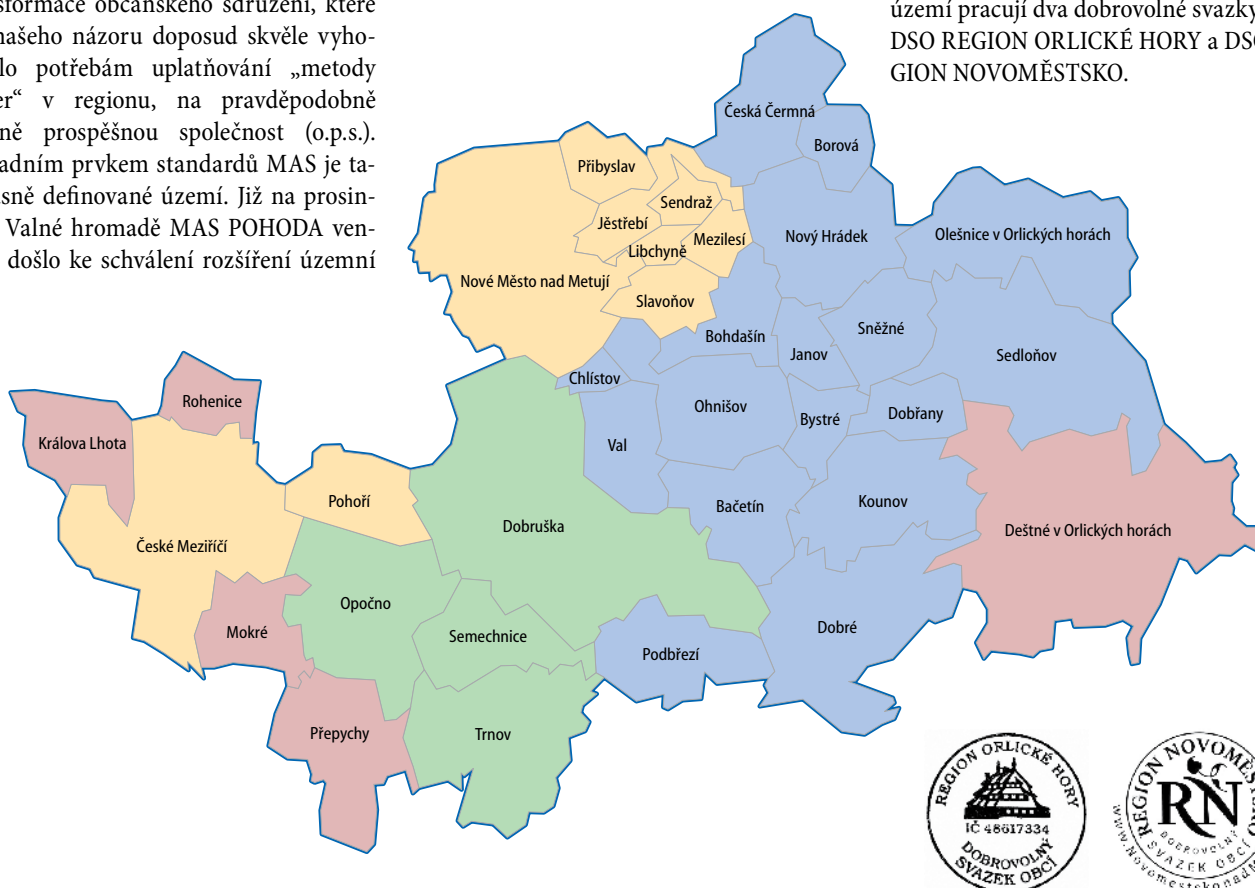 sformace občanského sdružení, které
našeho názoru doposud skvěle vyho-
lo potřebám uplatňování „metody
er“ v regionu, na pravděpodobně
ně prospěšnou společnost (o.p.s.).
adním prvkem standardů MAS je ta-
sně definované území. Již na prosin-
Valné hromadě MAS POHODA ven-
došlo ke schválení rozšíření územní
území pracují dva dobrovolné svazky
DSO REGION ORLICKÉ HORY a DSO
GION NOVOMĚSTSKO.
Česká Čermná
Borová
Přibyslav
Sendraž
Jěstřebí
Mezilesí
Libchyně
Nový Hrádek
Olešnice v Orlických horách
Nové Město nad Metují
Slavoňov
Bohdašín
Sněžné
Janov
Sedloňov
Chlístov
Rohenice
Ohnišov
Bystré
Dobřany
Králova Lhota
Val
Pohoří
Bačetín
Kounov
Dobruška
Deštné v Orlických horách
České Meziříčí
Opočno
Mokré
Semechnice
Dobré
Podbřezí
Přepychy
Trnov
REGION ORLICKÉ HORY
IČ 48617334
DOBROVOLNÝ
SVAZEK OBCÍ
REGION NOVOMĚS
RN
DOBROVOLNÝ
SVAZEK OBCÍ
www.Novomestskonad